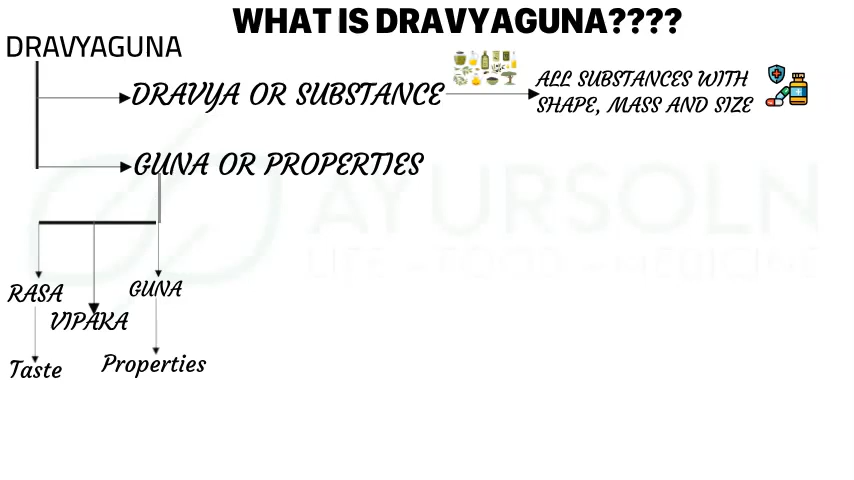 WHAT IS DRAVYAGUNA????
DRAVYAGUNA
DRAVYA OR SUBSTANCE
ALL SUBSTANCES WITH
SHAPE, MASS AND SIZE
GUNA OR PROPERTIES
AYURSOLN
LIFE - FOOD - MEDICINE
RASA
GUNA
VIPAKA
Taste
Properties